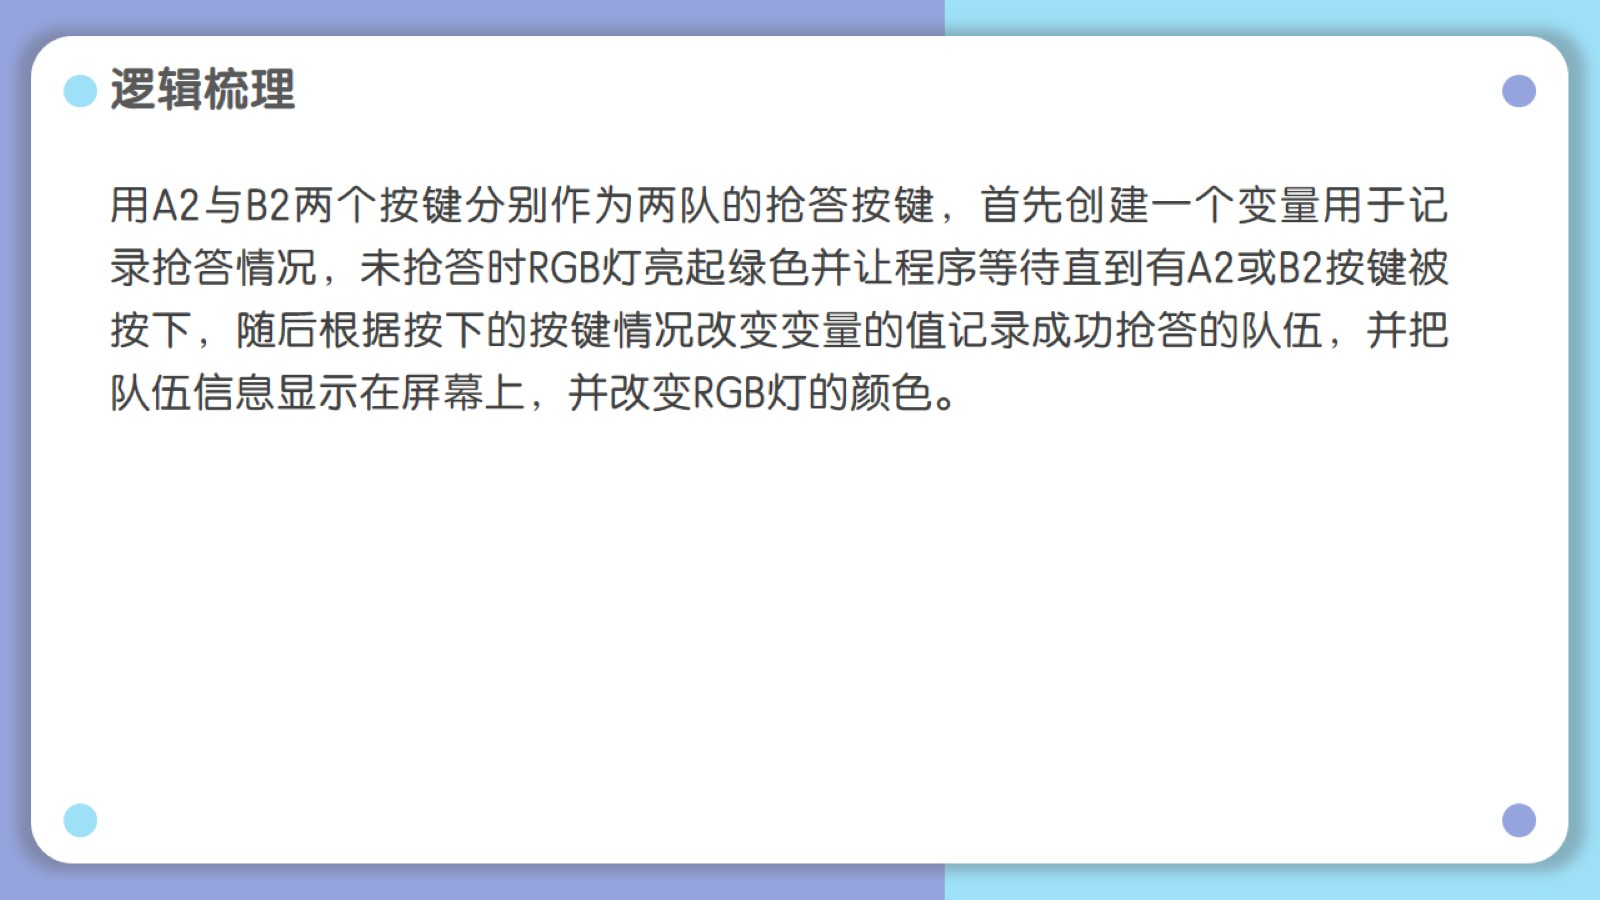 逻辑梳理
用A2与B2两个按键分别作为两队的抢答按键，首先创建一个变量用于记
录抢答情况，未抢答时RGB灯亮起绿色并让程序等待直到有A2或B2按键被
按下，随后根据按下的按键情况改变变量的值记录成功抢答的队伍，并把
队伍信息显示在屏幕上，并改变RGB灯的颜色。